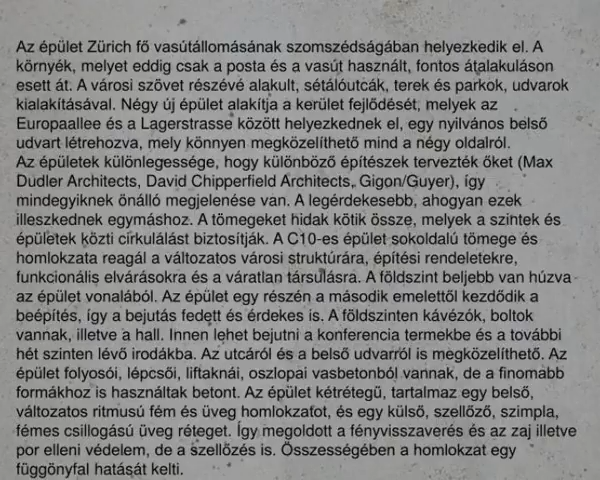 Az épület Zürich fő vasútállomásának szomszédságában helyezkedik el. A
környék, melyet eddig csak a posta és a vasút használt, fontos átalakuláson
esett át. A városi szövet részévé alakult, sétálóutcák, terek és parkok, udvarok
kialakításával. Négy új épület alakítja a kerület fejlődését, melyek az
Europaallee és a Lagerstrasse között helyezkednek el, egy nyilvános belső
udvart létrehozva, mely könnyen megközelíthető mind a négy oldalról.
Az épületek különlegessége, hogy különböző építészek tervezték őket (Max
Dudler Architects, David Chipperfield Architects, Gigon/Guyer), így
mindegyiknek önálló megjelenése van. A legérdekesebb, ahogyan ezek
illeszkednek egymáshoz. A tömegeket hidak kötik össze, melyek a szintek és
épületek közti cirkulálást biztosítják. A C10-es épület sokoldalú tömege és
homlokzata reagál a változatos városi struktúrára, építési rendeletekre,
funkcionális elvárásokra és a váratlan társulásra. A földszint beljebb van húzva
az épület vonalából. Az épület egy részén a második emelettől kezdődik a
beépítés, így a bejutás fedett és érdekes is. A földszinten kávézók, boltok
vannak, illetve a hall. Innen lehet bejutni a konferencia termekbe és a további
hét szinten lévő irodákba. Az utcáról és a belső udvarról is megközelíthető. Az
épület folyosói, lépcsői, liftaknái, oszlopai vasbetonból vannak, de a finomabb
formákhoz is használtak betont. Az épület kétrétegű, tartalmaz egy belső,
változatos ritmusú fém és üveg homlokzatot, és egy külső, szellőző, szimpla,
fémes csillogású üveg réteget. Így megoldott a fényvisszaverés és az zaj illetve
por elleni védelem, de a szellőzés is. Összességében a homlokzat egy
függönyfal hatását kelti.